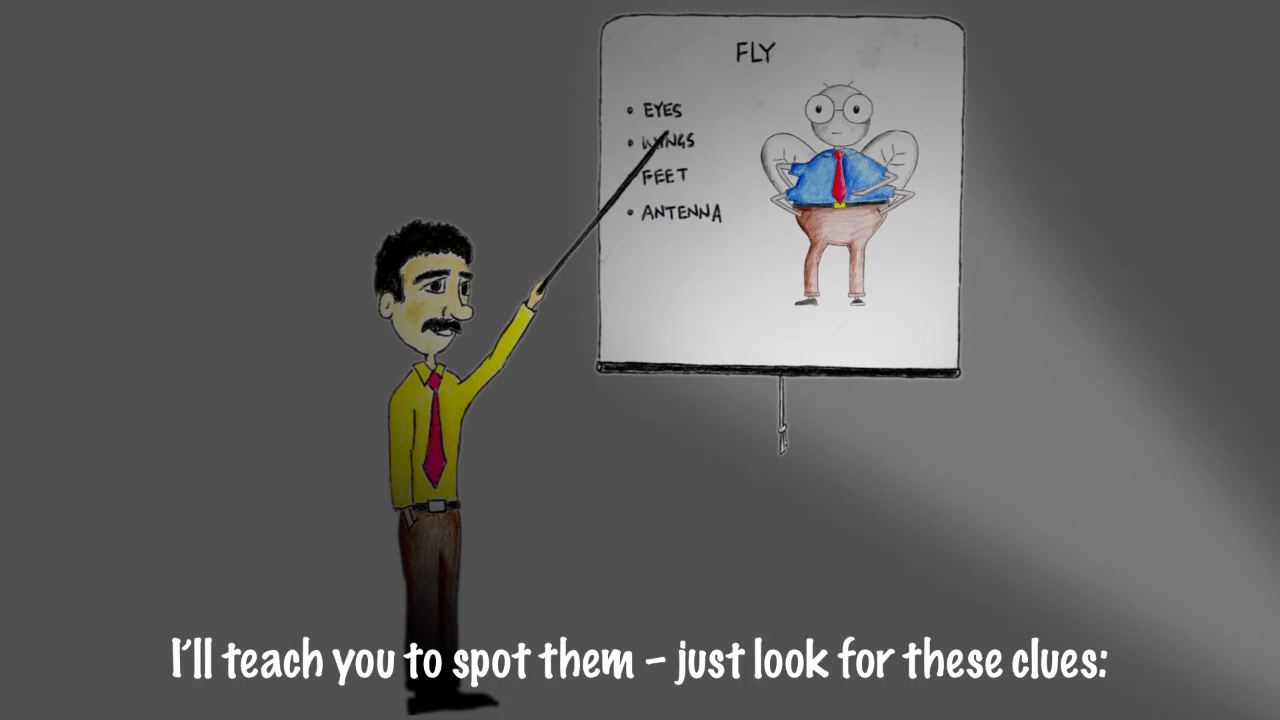 FLY
• EYES
• WINGS
FEET
• ANTENNA
I'll teach you to spot them – just look for these clues: